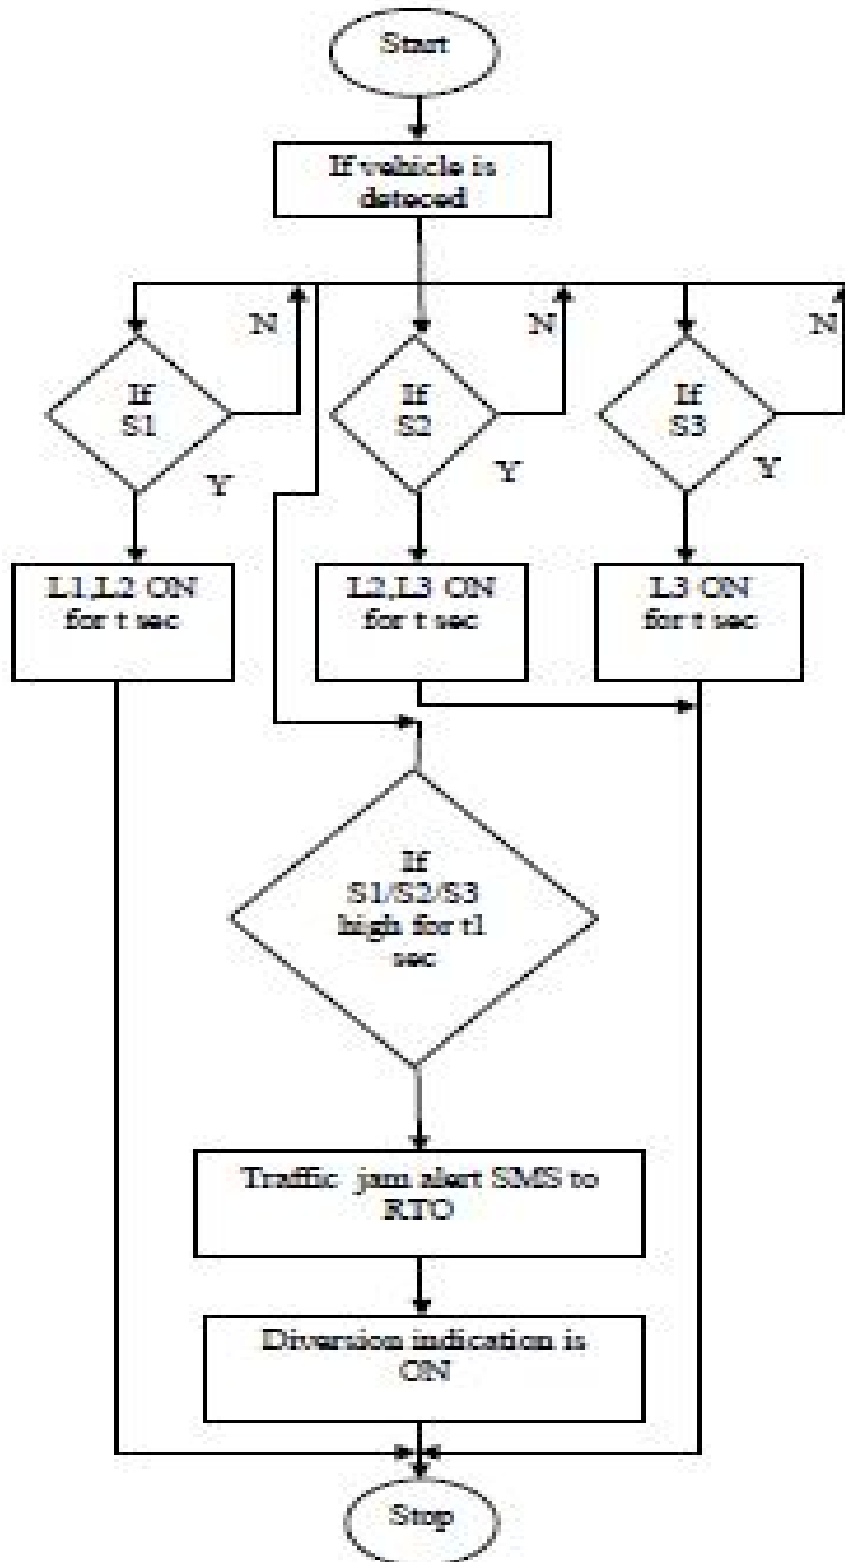 Start
If vehicle is
deteced
N
N
N
If
S1
If
S2
If
S3
Y
Y
Y
L1,L2 ON
for t sec
L2,L3 ON
for t sec
L3 ON
for t sec
If
S1/S2/S3
high for t1
sec
Traffic jam alert SMS to
RTO
Diversion indication is
ON
Stop